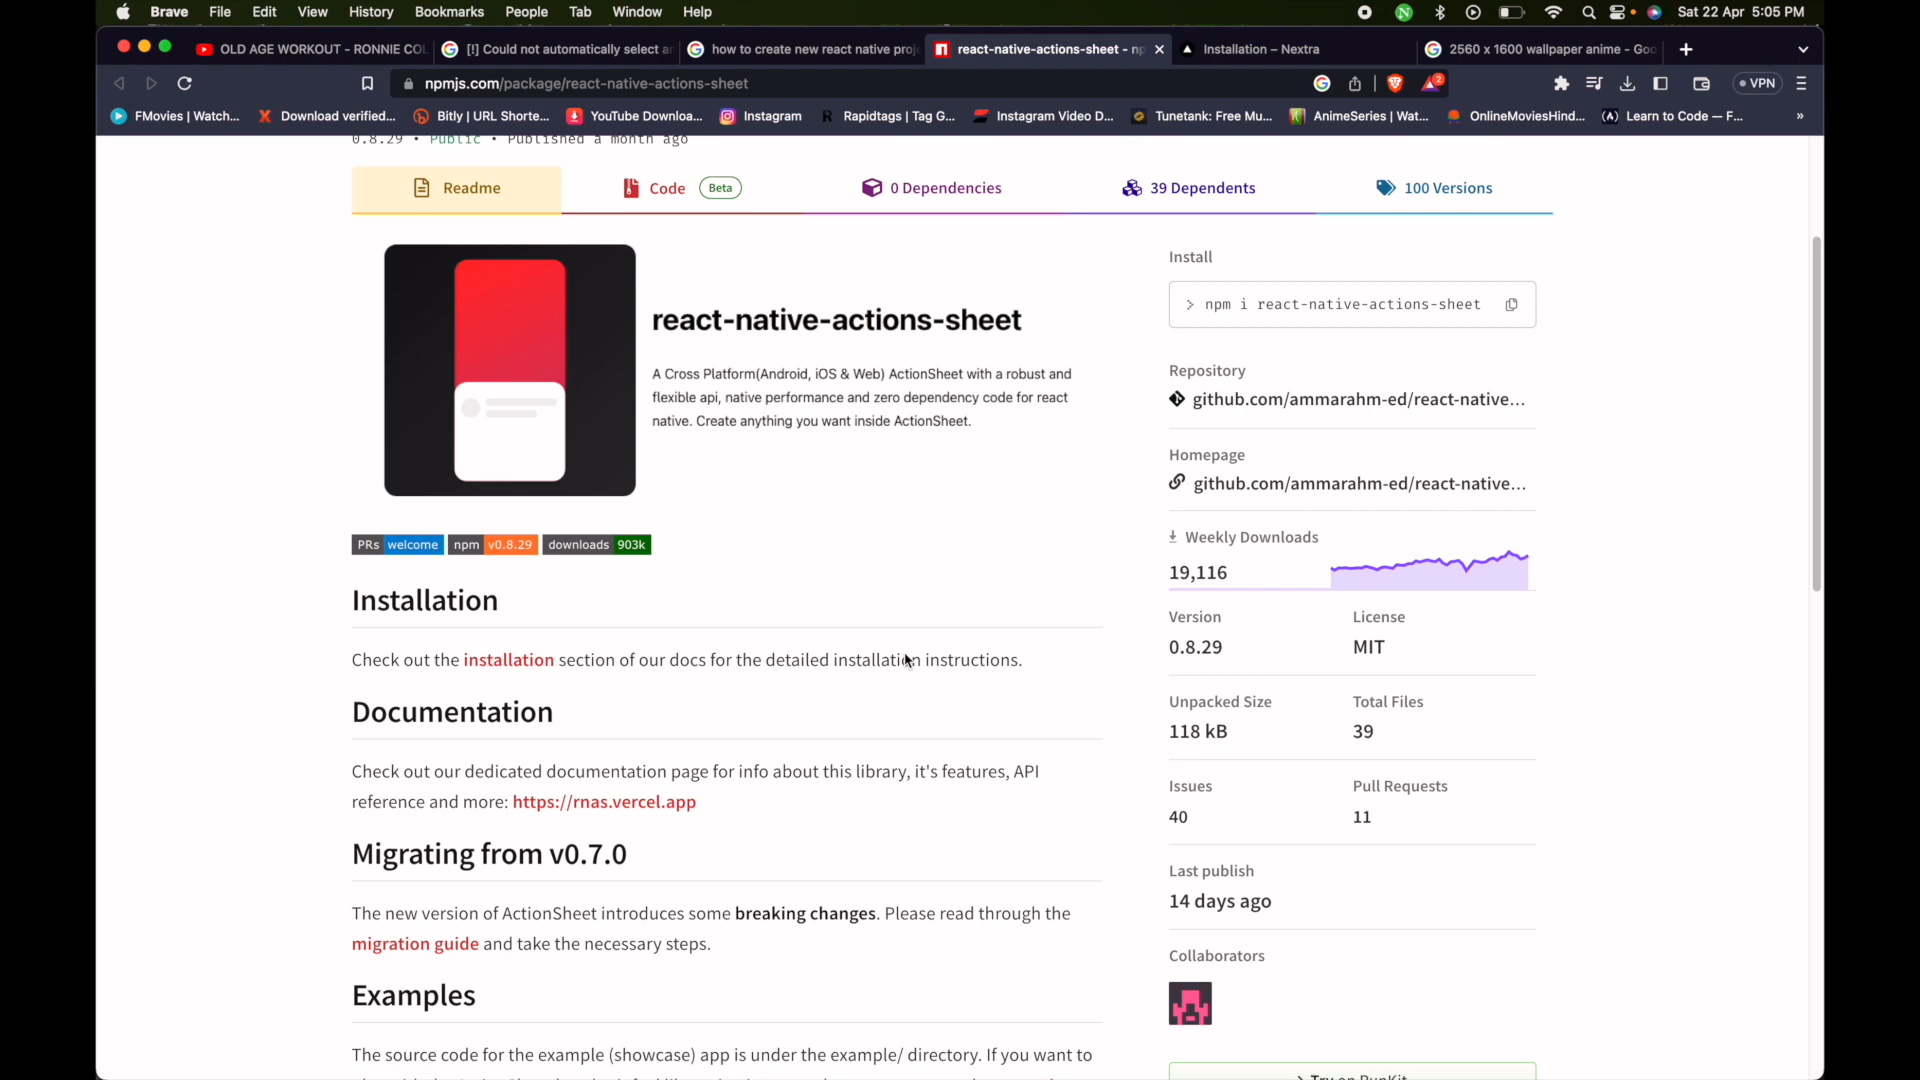 Brave File Edit View History Bookmarks People Tab Window Help
Sat 22 Apr 5:05 PM
OLD AGE WORKOUT - RONNIE COL
[!] Could not automatically select an
how to create new react native proje
react-native-actions-sheet - np
Installation – Nextra
2560 x 1600 wallpaper anime - Goo
npmjs.com/package/react-native-actions-sheet
2
VPN
FMovies | Watch...
Download verified...
Bitly | URL Shorte...
YouTube Downloa...
Instagram
Rapidtags | Tag G...
Instagram Video D...
Tunetank: Free Mu...
AnimeSeries | Wat...
OnlineMoviesHind...
Learn to Code — F...
»
0.8.29 • Public • Published a month ago
Readme
Code Beta
0 Dependencies
39 Dependents
100 Versions
react-native-actions-sheet
A Cross Platform(Android, iOS & Web) ActionSheet with a robust and
flexible api, native performance and zero dependency code for react
native. Create anything you want inside ActionSheet.
PRs welcome npm v0.8.29 downloads 903k
Installation
Check out the installation section of our docs for the detailed installation instructions.
Documentation
Check out our dedicated documentation page for info about this library, it's features, API
reference and more: https://rnas.vercel.app
Migrating from v0.7.0
The new version of ActionSheet introduces some breaking changes. Please read through the
migration guide and take the necessary steps.
Examples
The source code for the example (showcase) app is under the example/ directory. If you want to
Install
> npm i react-native-actions-sheet
Repository
github.com/ammarahm-ed/react-native...
Homepage
github.com/ammarahm-ed/react-native...
Weekly Downloads
19,116
Version License
0.8.29 MIT
Unpacked Size Total Files
118 kB 39
Issues Pull Requests
40 11
Last publish
14 days ago
Collaborators
Try on RunKit